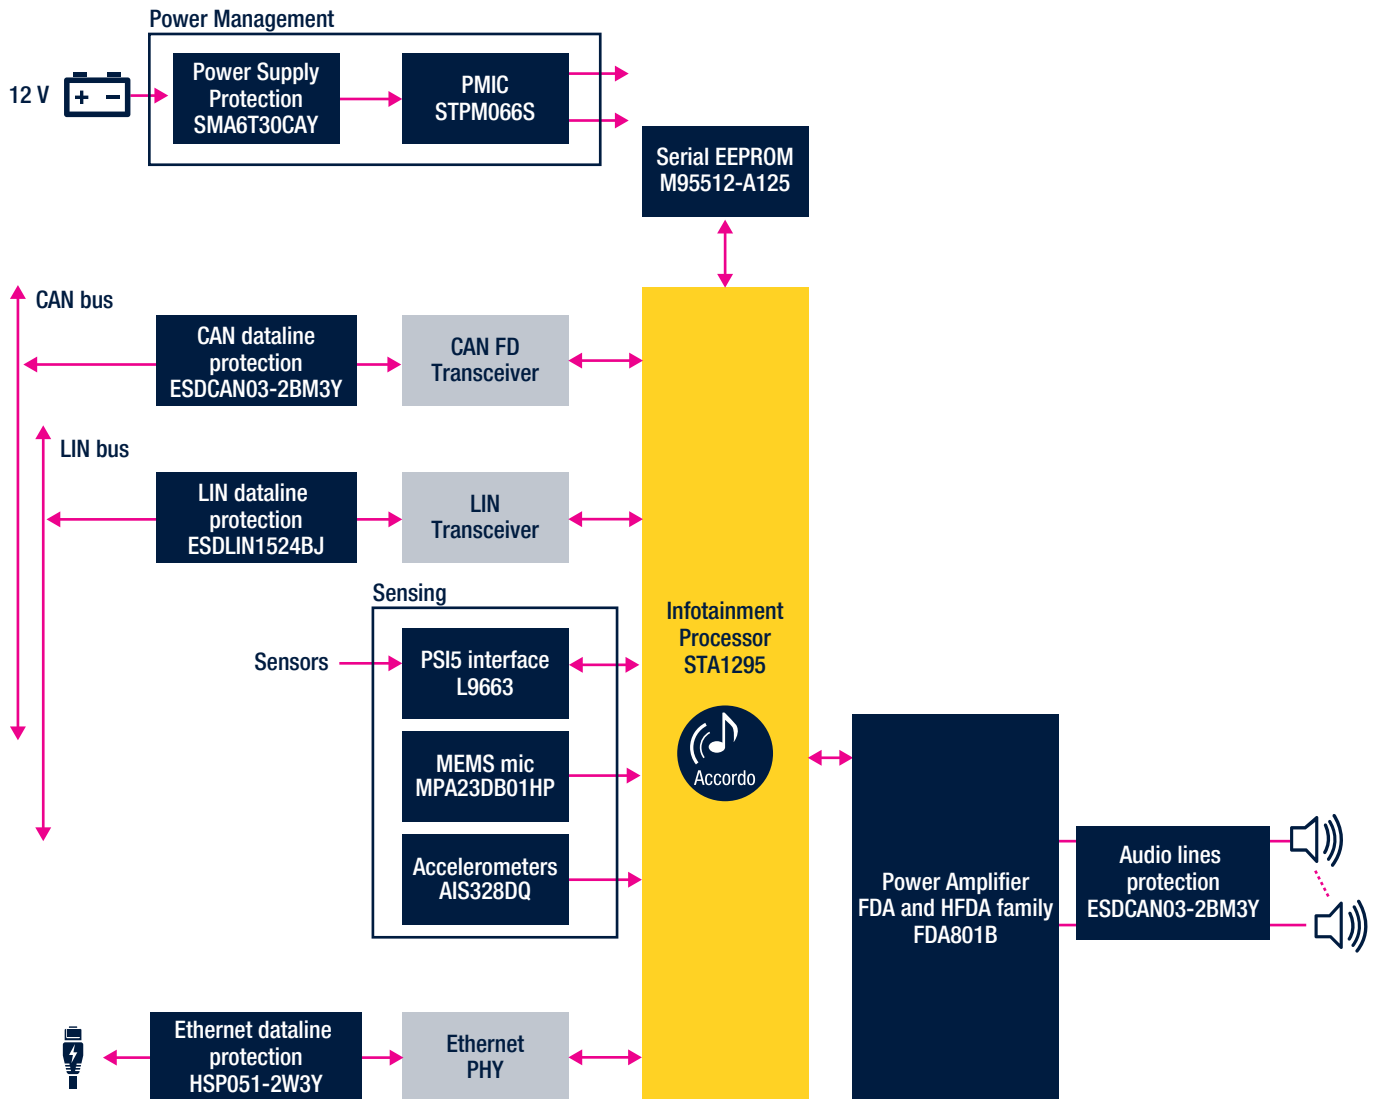 Power Management
12 V
+ -
Power Supply
Protection
SMA6T30CAY
PMIC
STPM066S
Serial EEPROM
M95512-A125
CAN bus
CAN dataline
protection
ESDCAN03-2BM3Y
CAN FD
Transceiver
LIN bus
LIN dataline
protection
ESDLIN1524BJ
LIN
Transceiver
Sensing
Sensors
PSI5 interface
L9663
MEMS mic
MPA23DB01HP
Accelerometers
AIS328DQ
Infotainment
Processor
STA1295
Accordo
Power Amplifier
FDA and HFDA family
FDA801B
Audio lines
protection
ESDCAN03-2BM3Y
Ethernet dataline
protection
HSP051-2W3Y
Ethernet
PHY